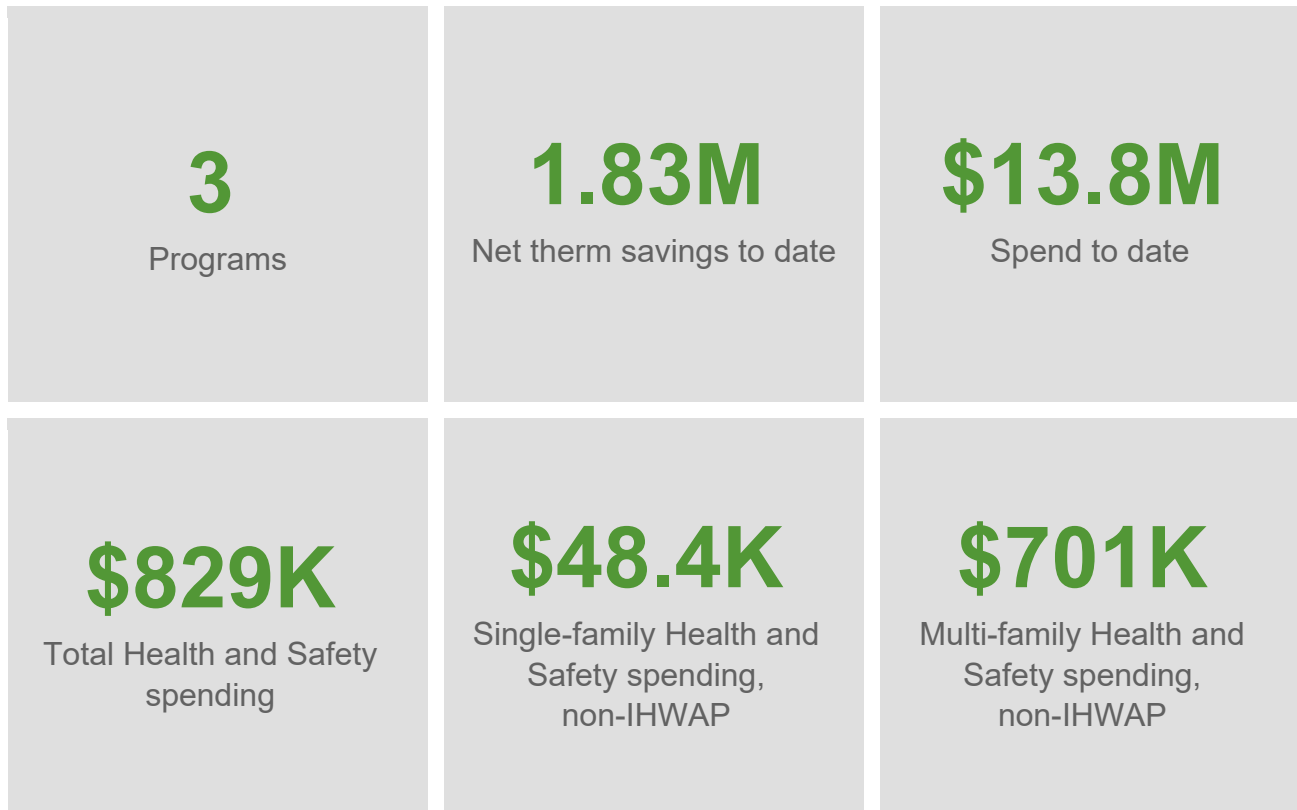 3
Programs
1.83M
Net therm savings to date
$13.8M
Spend to date
$829K
Total Health and Safety
spending
$48.4K
Single-family Health and
Safety spending,
non-IHWAP
$701K
Multi-family Health and
Safety spending,
non-IHWAP